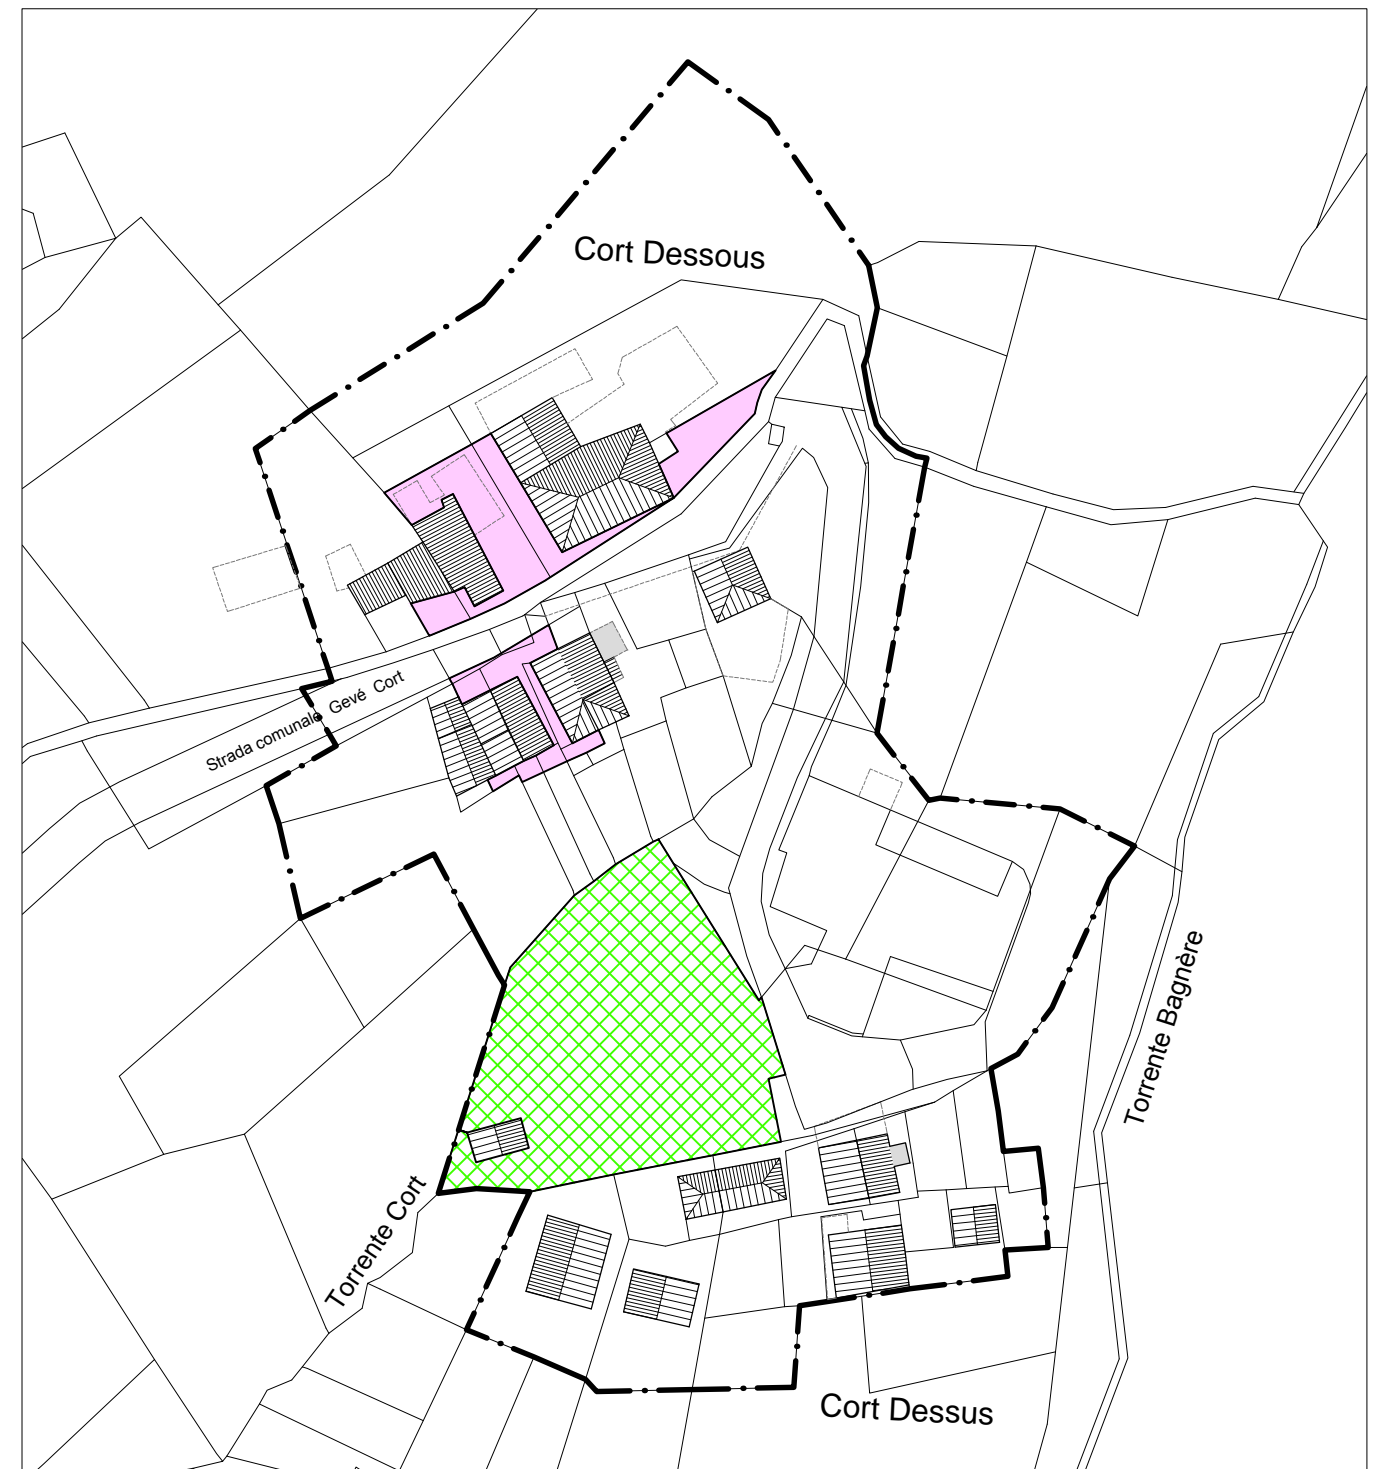 Cort Dessous
Strada comunale Gevé Cort
Torrente Bagnère
Torrente Cort
Cort Dessus